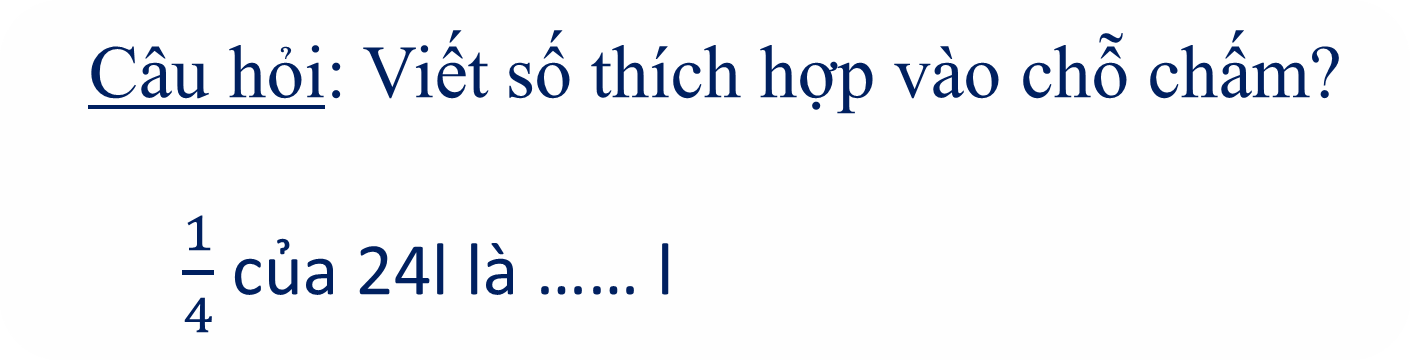 Câu hỏi: Viết số thích hợp vào chỗ chấm?
1/4 của 24l là ...... l